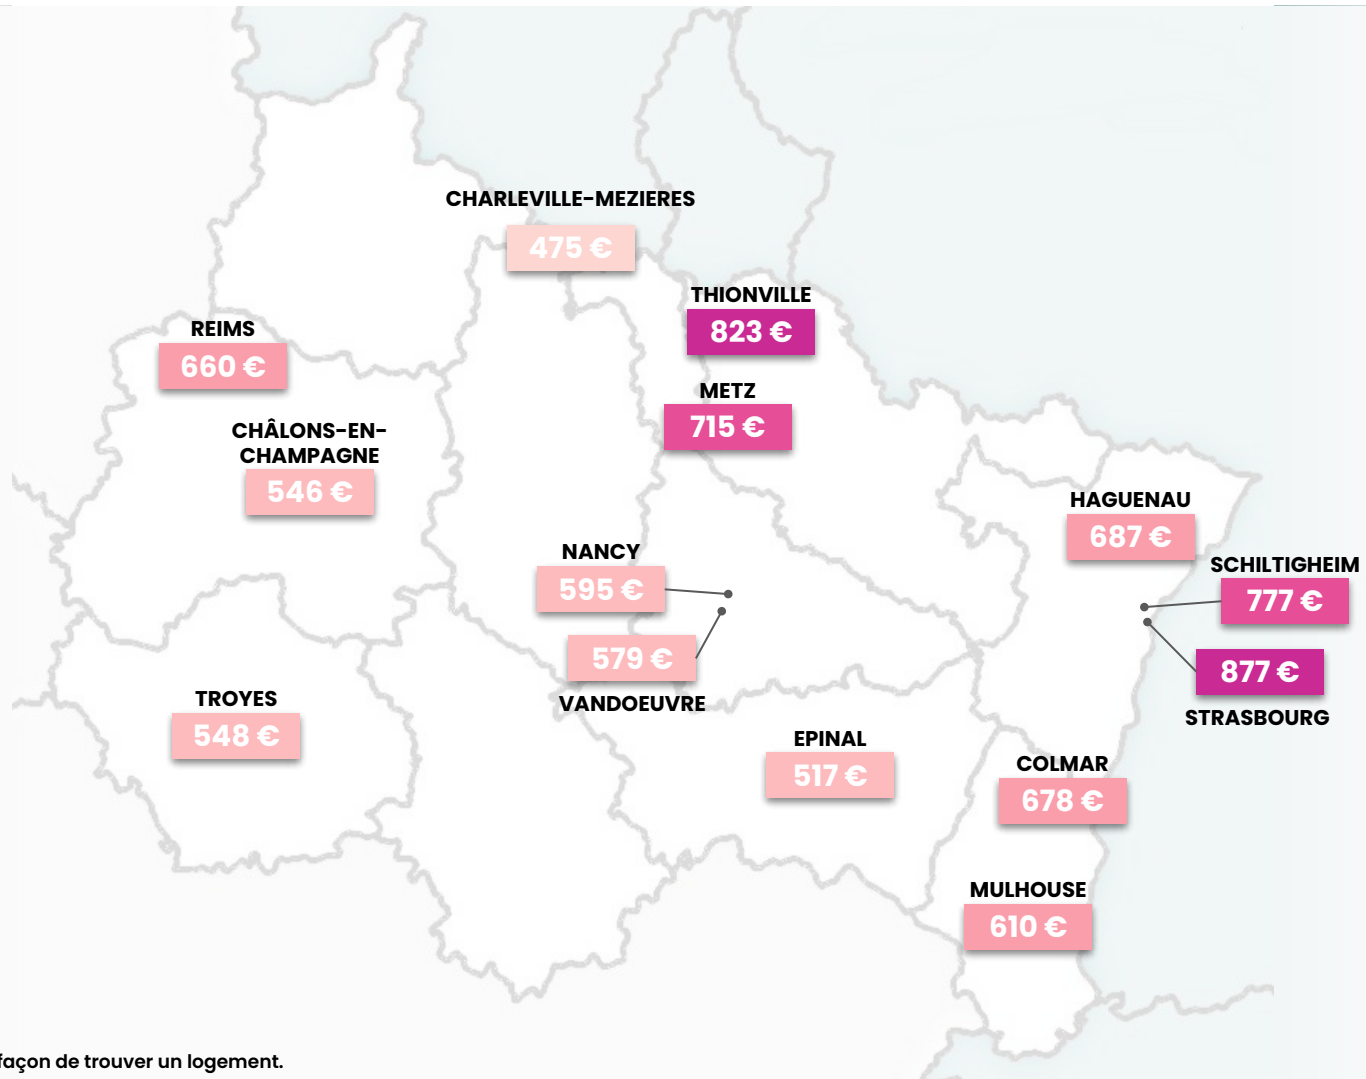 CHARLEVILLE-MEZIERES
475 €
THIONVILLE
823 €
REIMS
660 €
METZ
715 €
CHÂLONS-EN-
CHAMPAGNE
546 €
HAGUENAU
687 €
NANCY
595 €
SCHILTIGHEIM
777 €
579 €
VANDOEUVRE
877 €
STRASBOURG
TROYES
548 €
EPINAL
517 €
COLMAR
678 €
MULHOUSE
610 €
façon de trouver un logement.